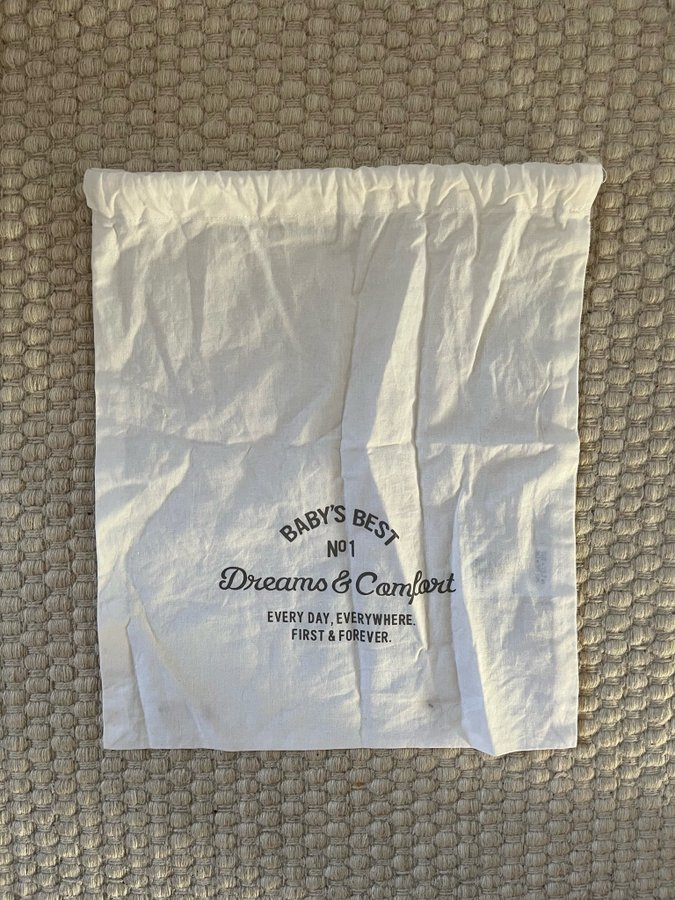 BABY'S BEST
Nº1
Dreams & Comfort
EVERY DAY, EVERYWHERE.
FIRST & FOREVER.